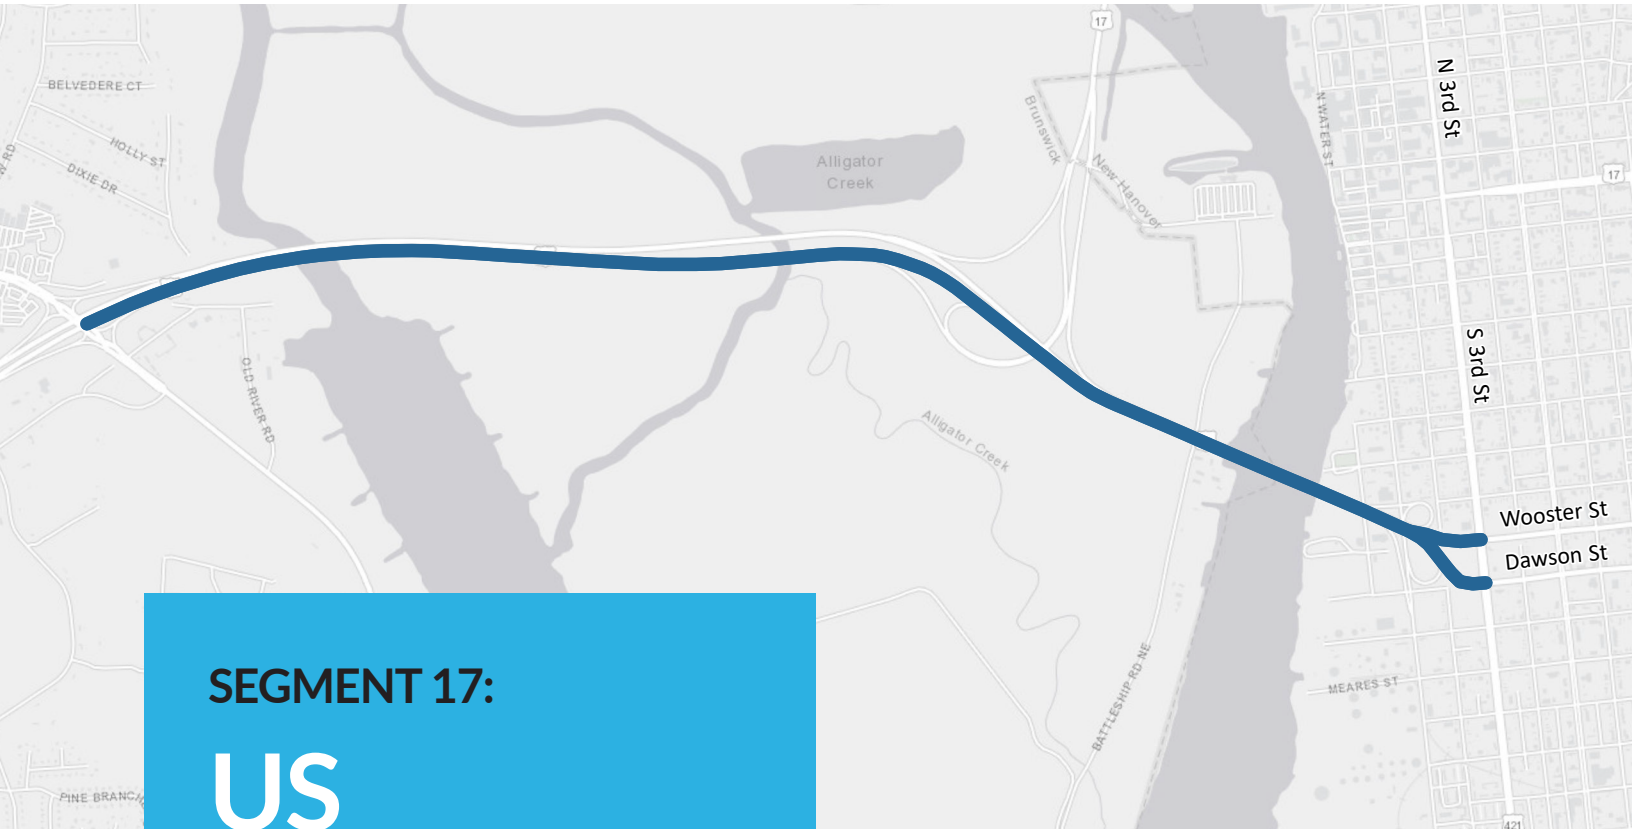 17
N 3rd St
BELVEDERE CT
Brunswick
N WATER ST
HOLLY ST
Alligator
Creek
New Hanover
DIXIE DR
17
S 3rd St
OLD RIVER RD
Alligator Creek
Wooster St
Dawson St
MEARES ST
BATTLESHIP RD NE
SEGMENT 17:
US
PINE BRANCH
421